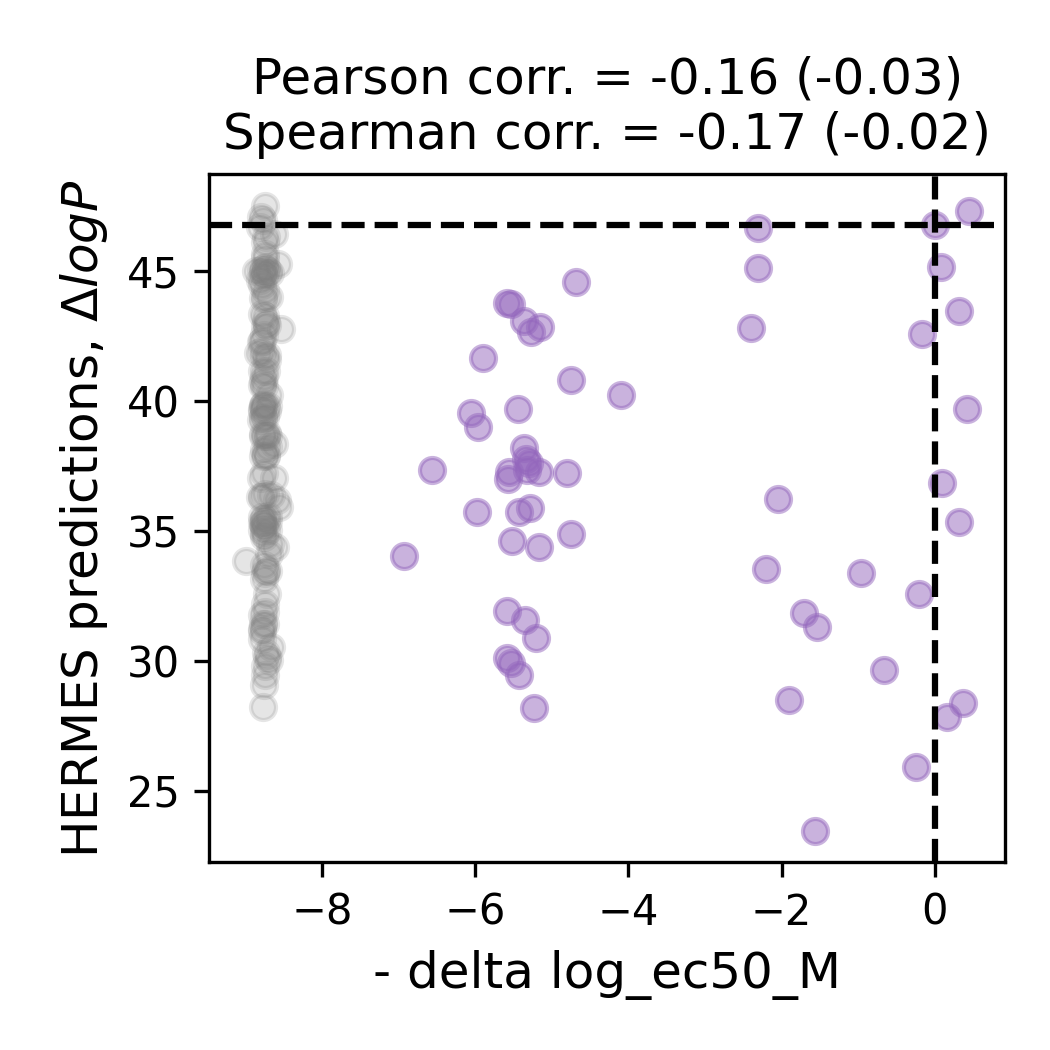 Pearson corr. = -0.16 (-0.03)
Spearman corr. = -0.17 (-0.02)
HERMES predictions, ΔlogP
45
40
35
30
25
−8
−6
−4
−2
0
- delta log_ec50_M